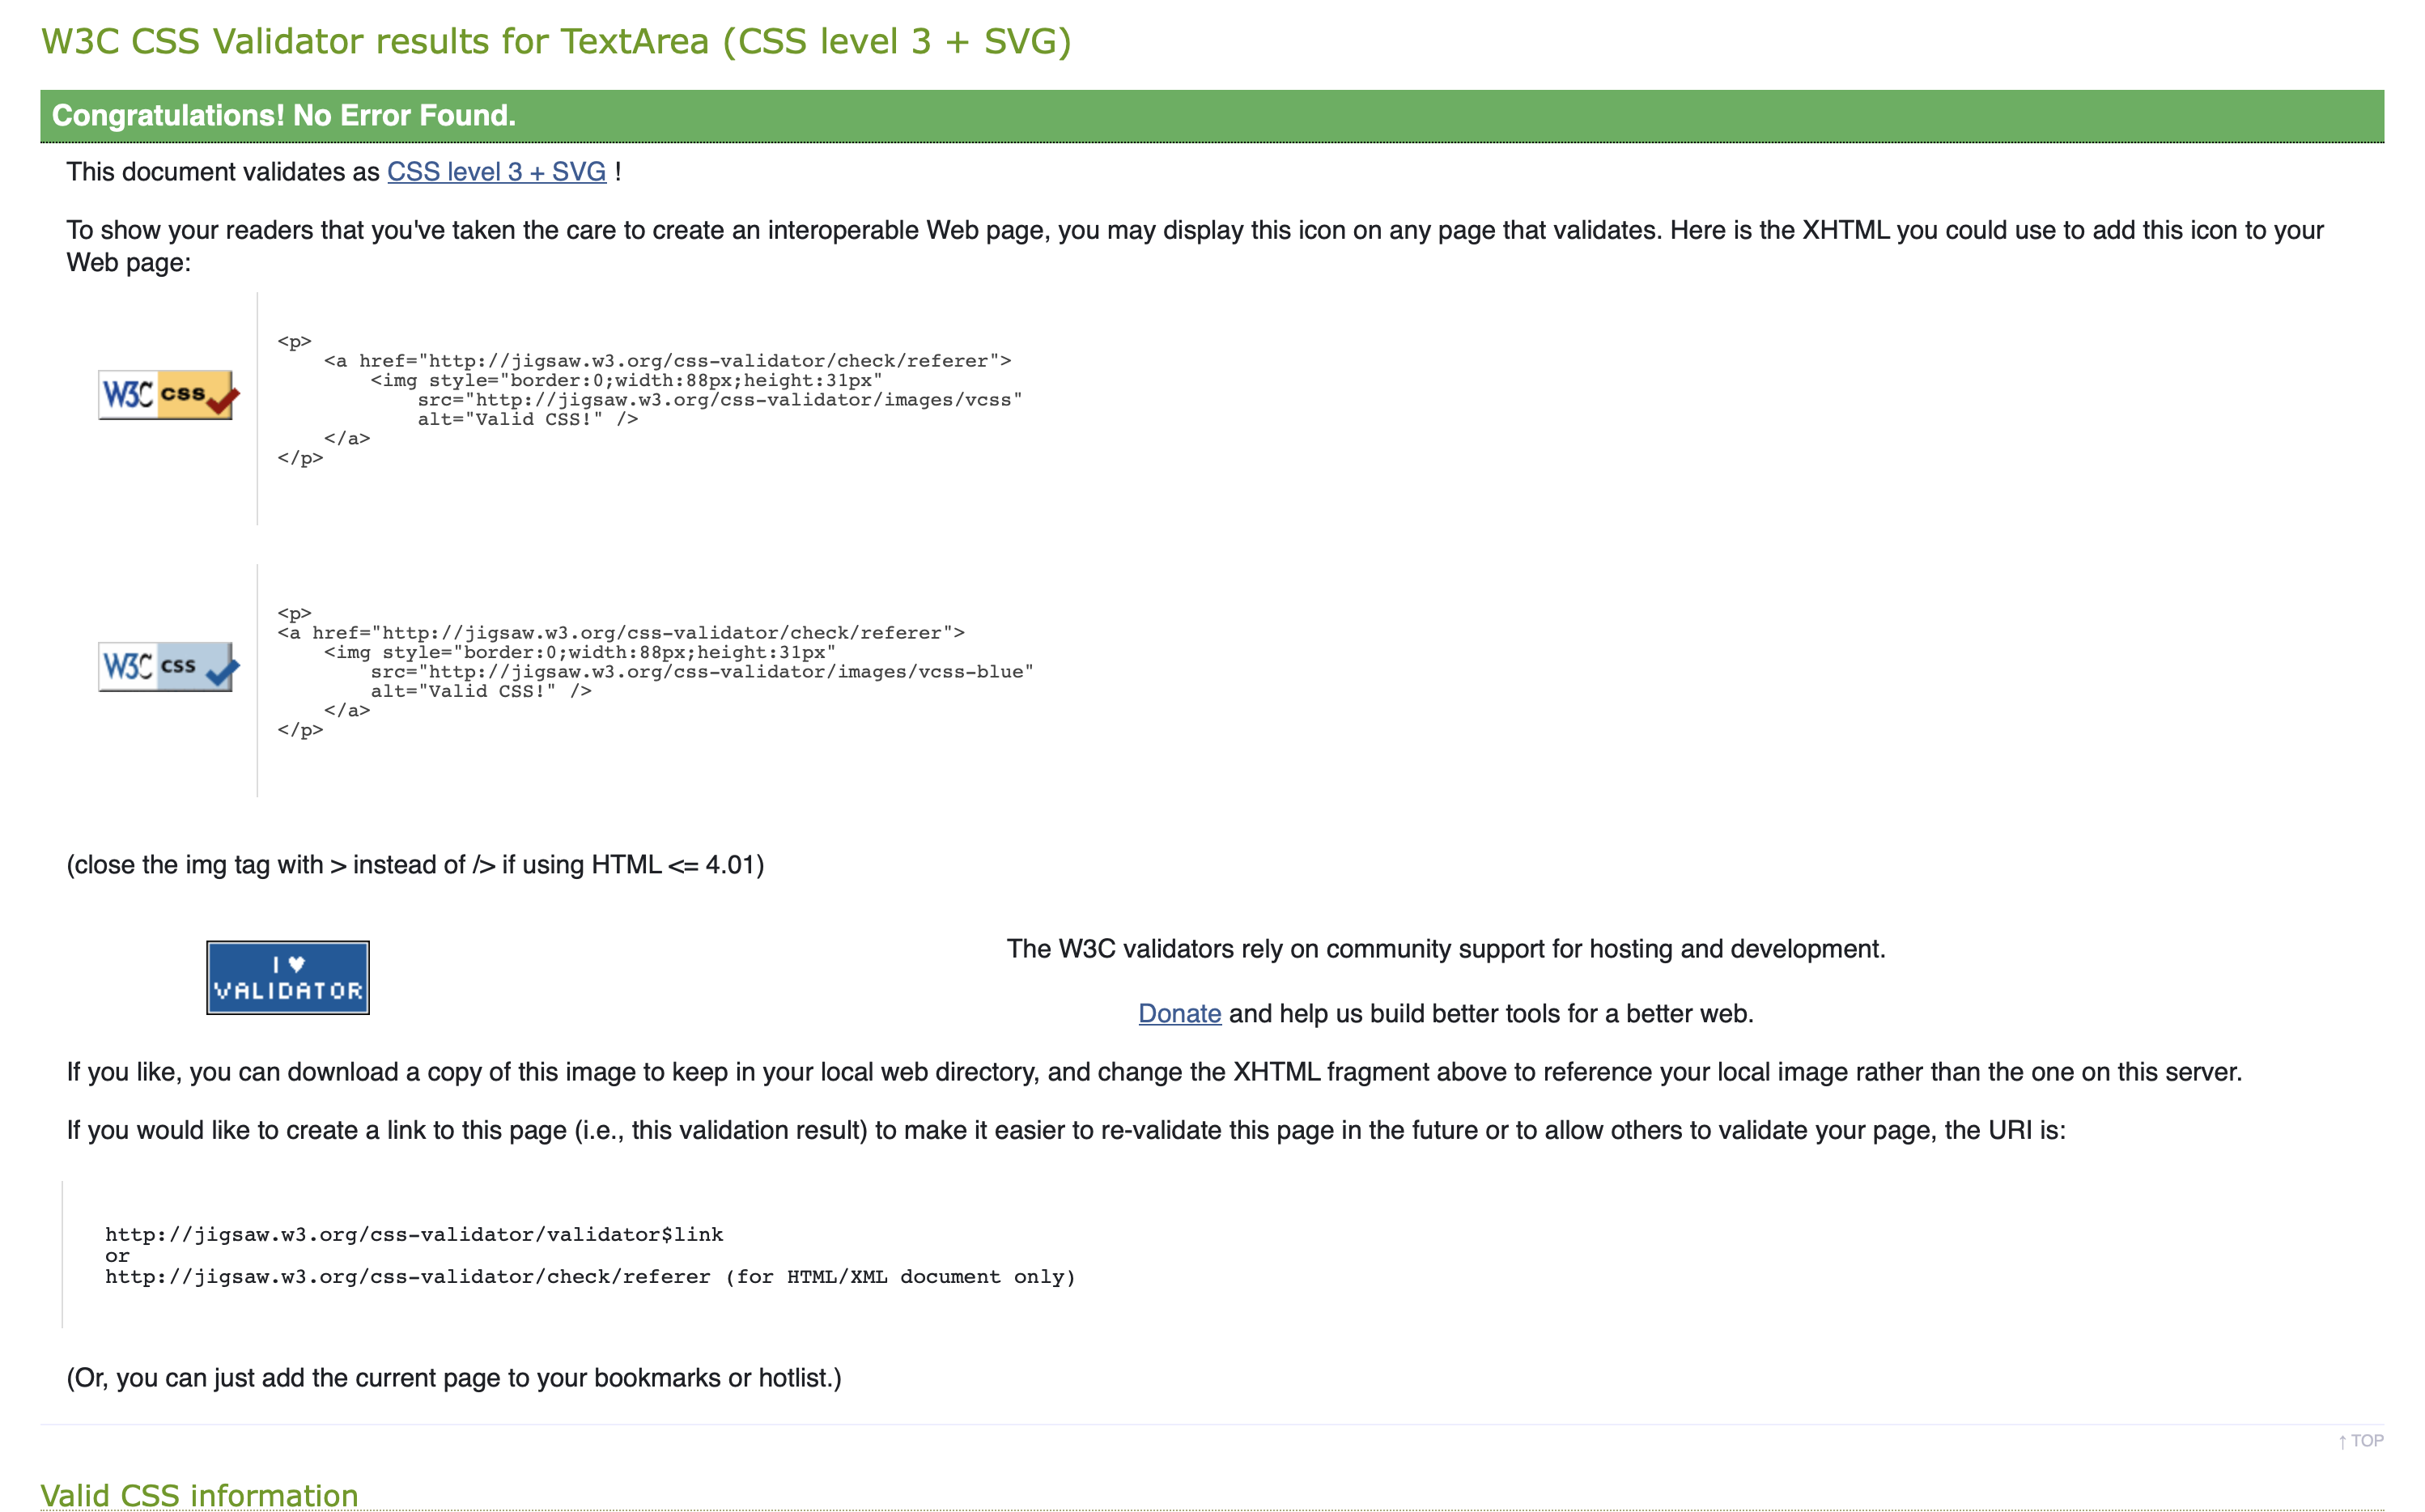 W3C CSS Validator results for TextArea (CSS level 3 + SVG)
Congratulations! No Error Found.
This document validates as CSS level 3 + SVG !
To show your readers that you've taken the care to create an interoperable Web page, you may display this icon on any page that validates. Here is the XHTML you could use to add this icon to your
Web page:
W3C css
<p>
    <a href="http://jigsaw.w3.org/css-validator/check/referer">
        <img style="border:0;width:88px;height:31px"
            src="http://jigsaw.w3.org/css-validator/images/vcss"
            alt="Valid CSS!" />
    </a>
</p>
W3C css
<p>
<a href="http://jigsaw.w3.org/css-validator/check/referer">
    <img style="border:0;width:88px;height:31px"
        src="http://jigsaw.w3.org/css-validator/images/vcss-blue"
        alt="Valid CSS!" />
    </a>
</p>
(close the img tag with > instead of /> if using HTML <= 4.01)
I ♥
VALIDATOR
The W3C validators rely on community support for hosting and development.
Donate and help us build better tools for a better web.
If you like, you can download a copy of this image to keep in your local web directory, and change the XHTML fragment above to reference your local image rather than the one on this server.
If you would like to create a link to this page (i.e., this validation result) to make it easier to re-validate this page in the future or to allow others to validate your page, the URI is:
http://jigsaw.w3.org/css-validator/validator$link
or
http://jigsaw.w3.org/css-validator/check/referer (for HTML/XML document only)
(Or, you can just add the current page to your bookmarks or hotlist.)
↑ TOP
Valid CSS information